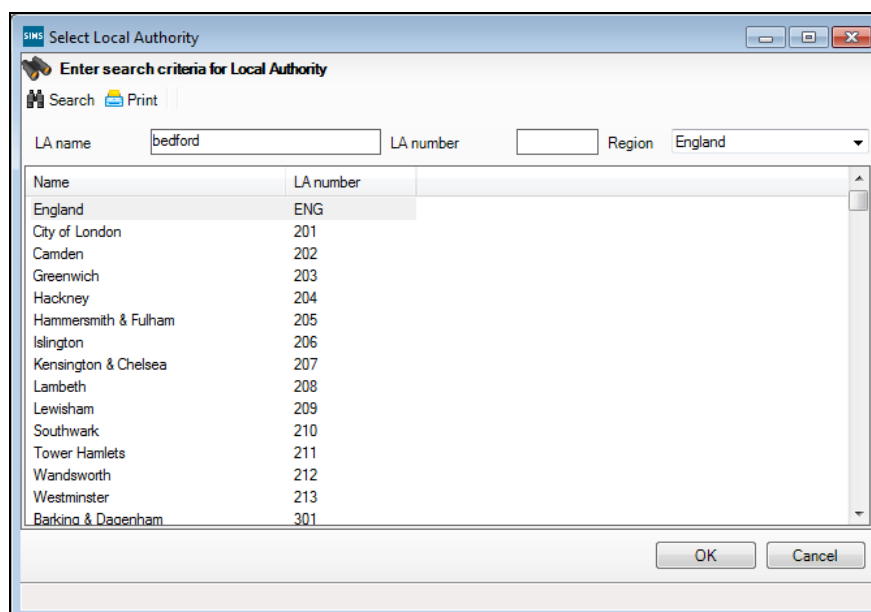 SIMS Select Local Authority
Enter search criteria for Local Authority
Search Print
LA name bedford LA number Region England
Name LA number
England ENG
City of London 201
Camden 202
Greenwich 203
Hackney 204
Hammersmith & Fulham 205
Islington 206
Kensington & Chelsea 207
Lambeth 208
Lewisham 209
Southwark 210
Tower Hamlets 211
Wandsworth 212
Westminster 213
Barking & Dagenham 301
OK Cancel